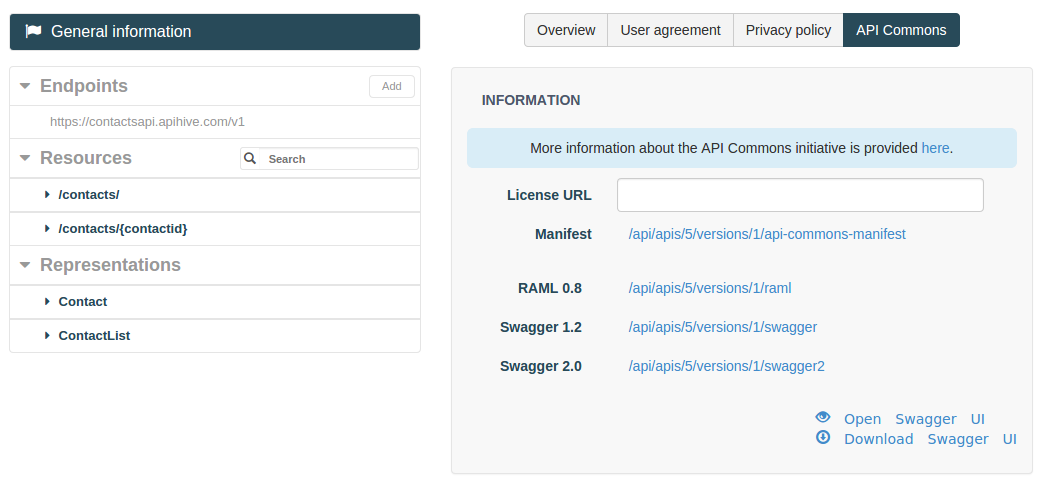 General information
Endpoints Add
https://contactsapi.apihive.com/v1
Resources Search
/contacts/
/contacts/{contactid}
Representations
Contact
ContactList
Overview User agreement Privacy policy API Commons
INFORMATION
More information about the API Commons initiative is provided here.
License URL
Manifest /api/apis/5/versions/1/api-commons-manifest
RAML 0.8 /api/apis/5/versions/1/raml
Swagger 1.2 /api/apis/5/versions/1/swagger
Swagger 2.0 /api/apis/5/versions/1/swagger2
Open Swagger UI
Download Swagger UI